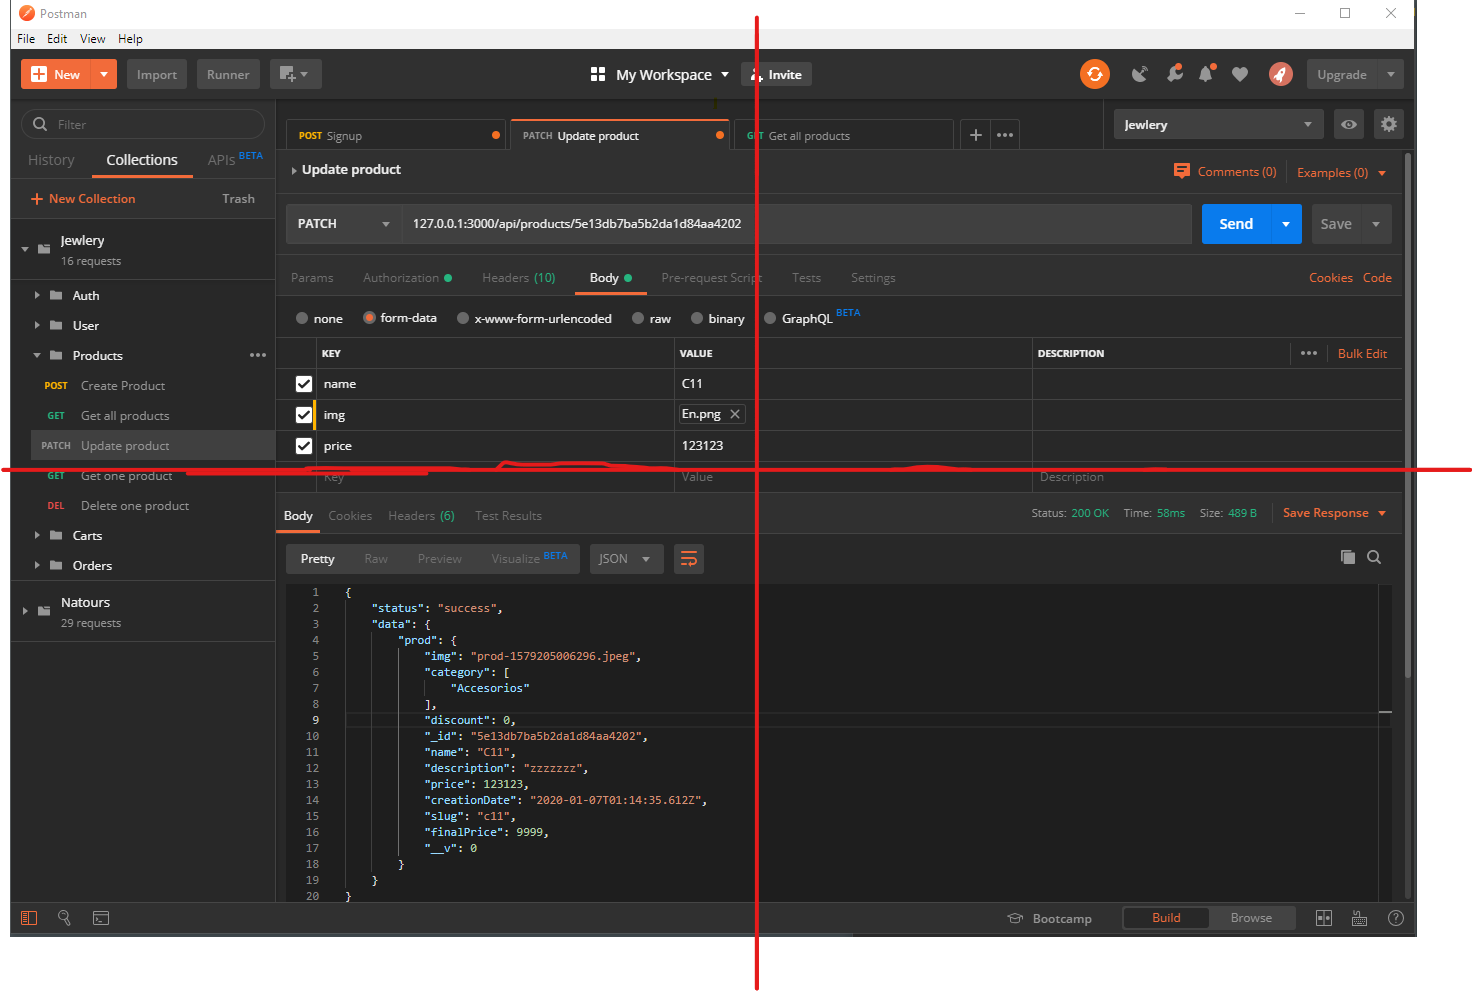 Postman
File Edit View Help
New Import Runner My Workspace Invite Upgrade
Filter
History Collections APIs BETA
New Collection Trash
Jewlery
16 requests
Auth
User
Products
POST Create Product
GET Get all products
PATCH Update product
GET Get one product
DEL Delete one product
Carts
Orders
Natours
29 requests
POST Signup PATCH Update product GET Get all products Jewlery
Update product Comments (0) Examples (0)
PATCH 127.0.0.1:3000/api/products/5e13db7ba5b2da1d84aa4202 Send Save
Params Authorization Headers (10) Body Pre-request Script Tests Settings Cookies Code
none form-data x-www-form-urlencoded raw binary GraphQL BETA
KEY VALUE DESCRIPTION Bulk Edit
name C11
img En.png
price 123123
Key Value Description
Body Cookies Headers (6) Test Results Status: 200 OK Time: 58ms Size: 489 B Save Response
Pretty Raw Preview Visualize BETA JSON
1 {
2 "status": "success",
3 "data": {
4 "prod": {
5 "img": "prod-1579205006296.jpeg",
6 "category": [
7 "Accesorios"
8 ],
9 "discount": 0,
10 "_id": "5e13db7ba5b2da1d84aa4202",
11 "name": "C11",
12 "description": "zzzzzzz",
13 "price": 123123,
14 "creationDate": "2020-01-07T01:14:35.612Z",
15 "slug": "c11",
16 "finalPrice": 9999,
17 "__v": 0
18 }
19 }
20 }
Bootcamp Build Browse